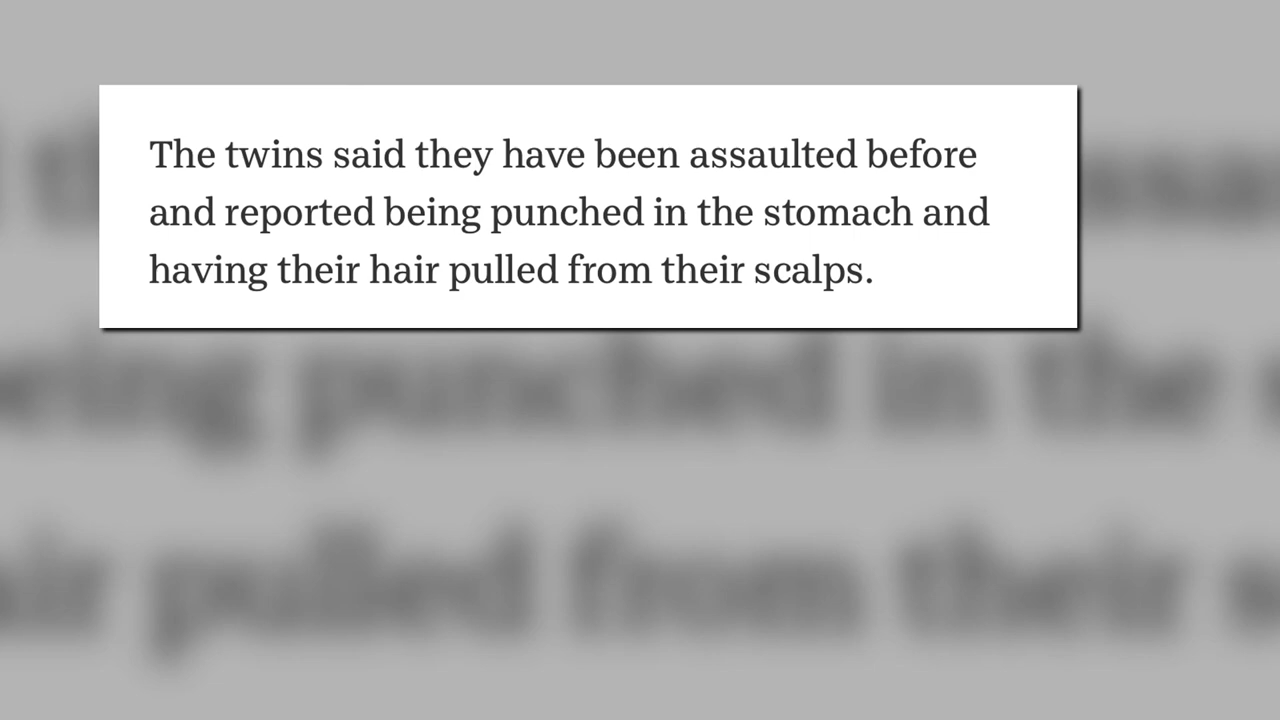 The twins said they have been assaulted before
and reported being punched in the stomach and
having their hair pulled from their scalps.